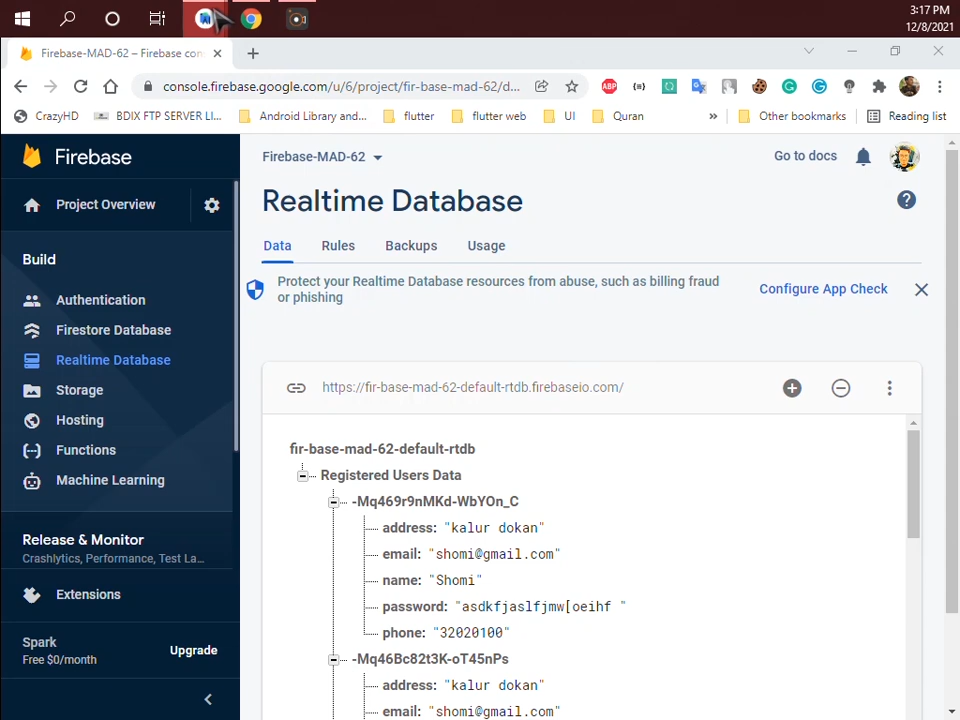 3:17 PM
12/8/2021
Firebase-MAD-62 – Firebase con
console.firebase.google.com/u/6/project/fir-base-mad-62/d...
ABP
CrazyHD
BDIX FTP SERVER LI...
Android Library and...
flutter
flutter web
UI
Quran
»
Other bookmarks
Reading list
Firebase
Firebase-MAD-62
Go to docs
Project Overview
Realtime Database
?
Data
Rules
Backups
Usage
Build
Protect your Realtime Database resources from abuse, such as billing fraud
or phishing
Configure App Check
Authentication
Firestore Database
Realtime Database
Storage
Hosting
Functions
Machine Learning
https://fir-base-mad-62-default-rtdb.firebaseio.com/
fir-base-mad-62-default-rtdb
Registered Users Data
-Mq469r9nMKd-WbYOn_C
address: "kalur dokan"
email: "shomi@gmail.com"
name: "Shomi"
password: "asdkfjaslfjmw[oeihf "
phone: "32020100"
-Mq46Bc82t3K-oT45nPs
address: "kalur dokan"
email: "shomi@gmail.com"
Release & Monitor
Crashlytics, Performance, Test La...
Extensions
Spark
Free $0/month
Upgrade